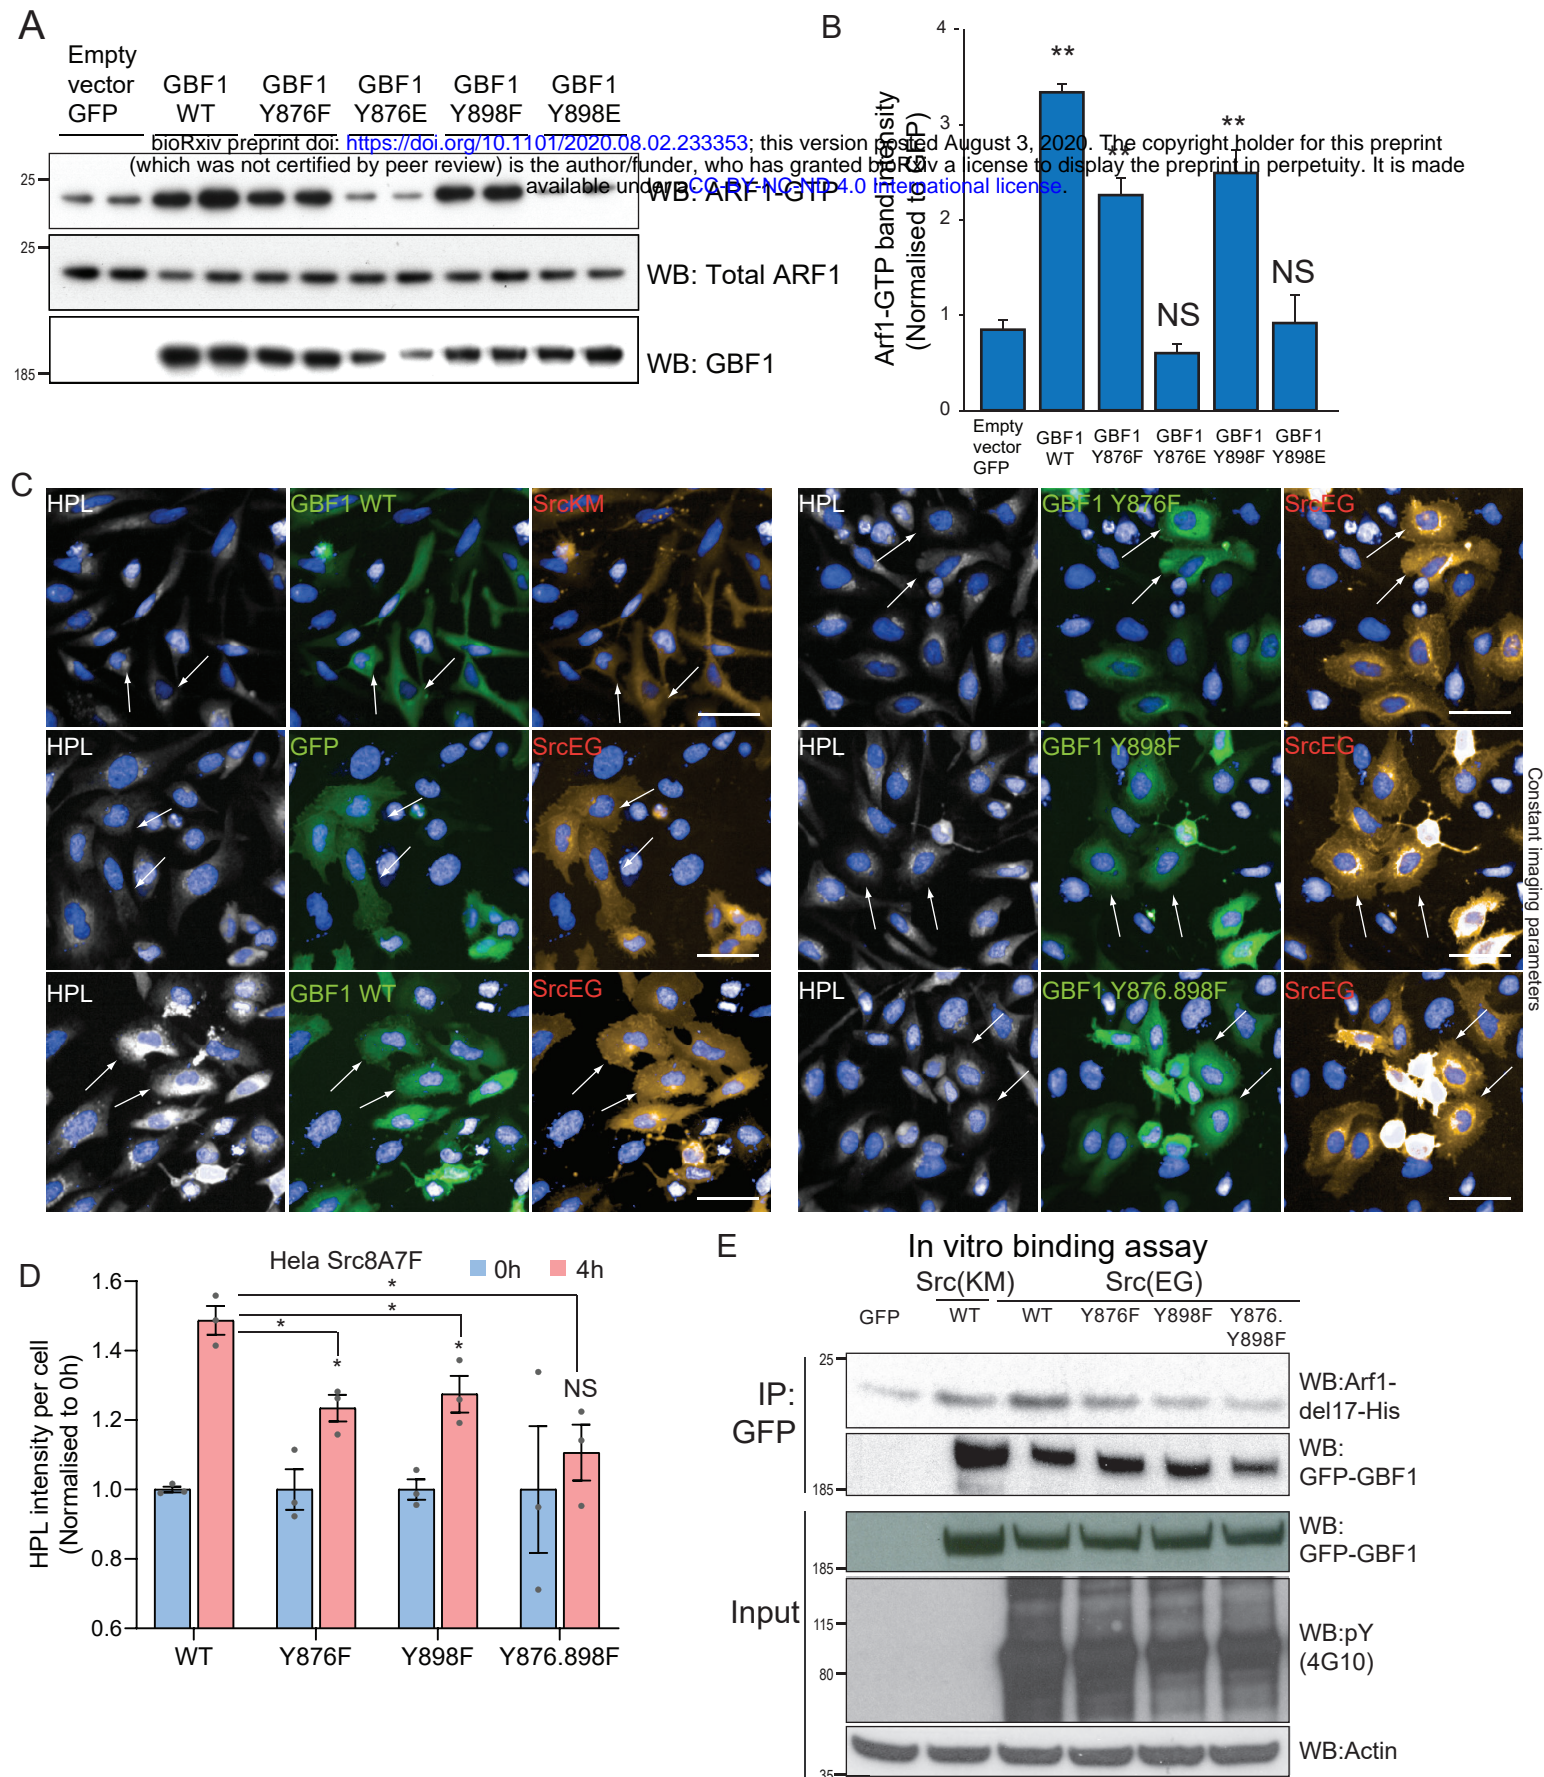 A
Empty
vector
GFP
GBF1
WT
GBF1
Y876F
GBF1
Y876E
GBF1
Y898F
GBF1
Y898E
bioRxiv preprint doi: https://doi.org/10.1101/2020.08.02.233353; this version posted August 3, 2020. The copyright holder for this preprint
(which was not certified by peer review) is the author/funder, who has granted bioRxiv a license to display the preprint in perpetuity. It is made
available under aCC-BY-NC-ND 4.0 International license.
25
WB: ARF1-GTP
25
WB: Total ARF1
WB: GBF1
185
B
Arf1-GTP band intensity
(Normalised to GFP)
4
3
2
1
0
**
**
NS
**
NS
Empty
vector
GFP
GBF1
WT
GBF1
Y876F
GBF1
Y876E
GBF1
Y898F
GBF1
Y898E
C
HPL
GBF1 WT
SrcKM
HPL
GBF1 Y876F
SrcEG
HPL
GFP
SrcEG
HPL
GBF1 Y898F
SrcEG
HPL
GBF1 WT
SrcEG
HPL
GBF1 Y876.898F
SrcEG
Constant imaging parameters
D
Hela Src8A7F
0h
4h
HPL intensity per cell
(Normalised to 0h)
1.6
1.4
1.2
1.0
0.8
0.6
*
*
*
*
*
NS
WT
Y876F
Y898F
Y876.898F
E
In vitro binding assay
Src(KM)
Src(EG)
GFP
WT
WT
Y876F
Y898F
Y876.
Y898F
IP:
GFP
25
WB:Arf1-
del17-His
WB:
GFP-GBF1
185
Input
WB:
GFP-GBF1
185
115
80
WB:pY
(4G10)
WB:Actin
35